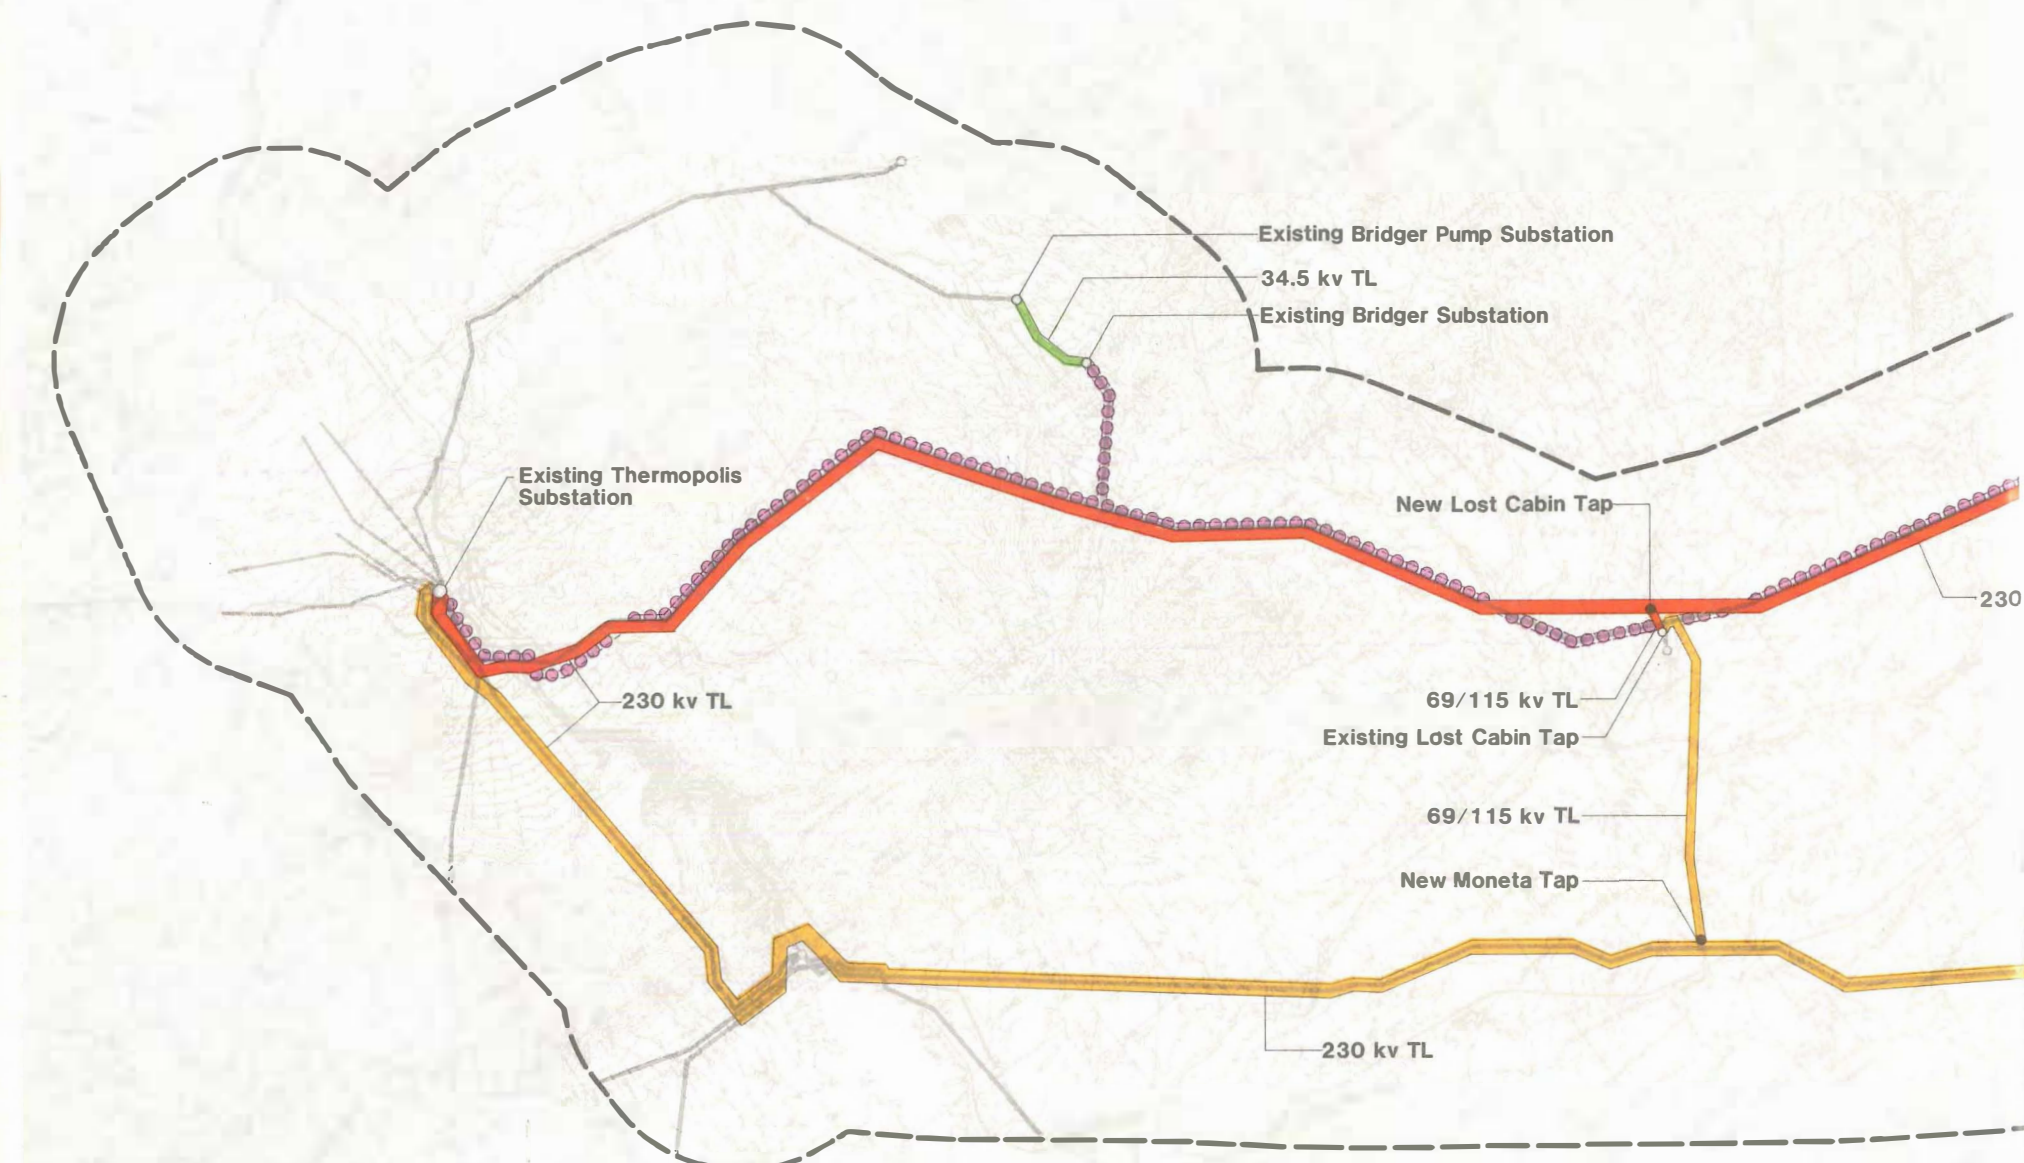 Existing Bridger Pump Substation
34.5 kv TL
Existing Bridger Substation
Existing Thermopolis
Substation
New Lost Cabin Tap
230
230 kv TL
69/115 kv TL
Existing Lost Cabin Tap
69/115 kv TL
New Moneta Tap
230 kv TL